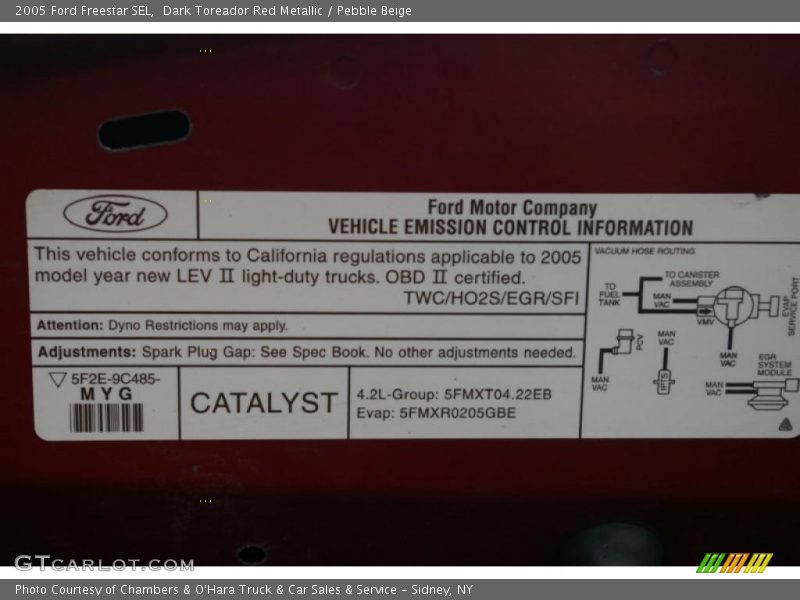 2005 Ford Freestar SEL,  Dark Toreador Red Metallic / Pebble Beige
Ford
Ford Motor Company
VEHICLE EMISSION CONTROL INFORMATION
This vehicle conforms to California regulations applicable to 2005
model year new LEV II light-duty trucks. OBD II certified.
TWC/HO2S/EGR/SFI
Attention: Dyno Restrictions may apply.
Adjustments: Spark Plug Gap: See Spec Book. No other adjustments needed.
5F2E-9C485-
MYG
CATALYST
4.2L-Group: 5FMXT04.22EB
Evap: 5FMXR0205GBE
VACUUM HOSE ROUTING
TO CANISTER
ASSEMBLY
TO
FUEL
TANK
MAN
VAC
VMV
EVAP
SERVICE PORT
MAN
VAC
PCV
MAN
VAC
MAN
VAC
IPTS
EGR
SYSTEM
MODULE
MAN
VAC
GTCARLOT.COM
Photo Courtesy of Chambers & O'Hara Truck & Car Sales & Service – Sidney, NY